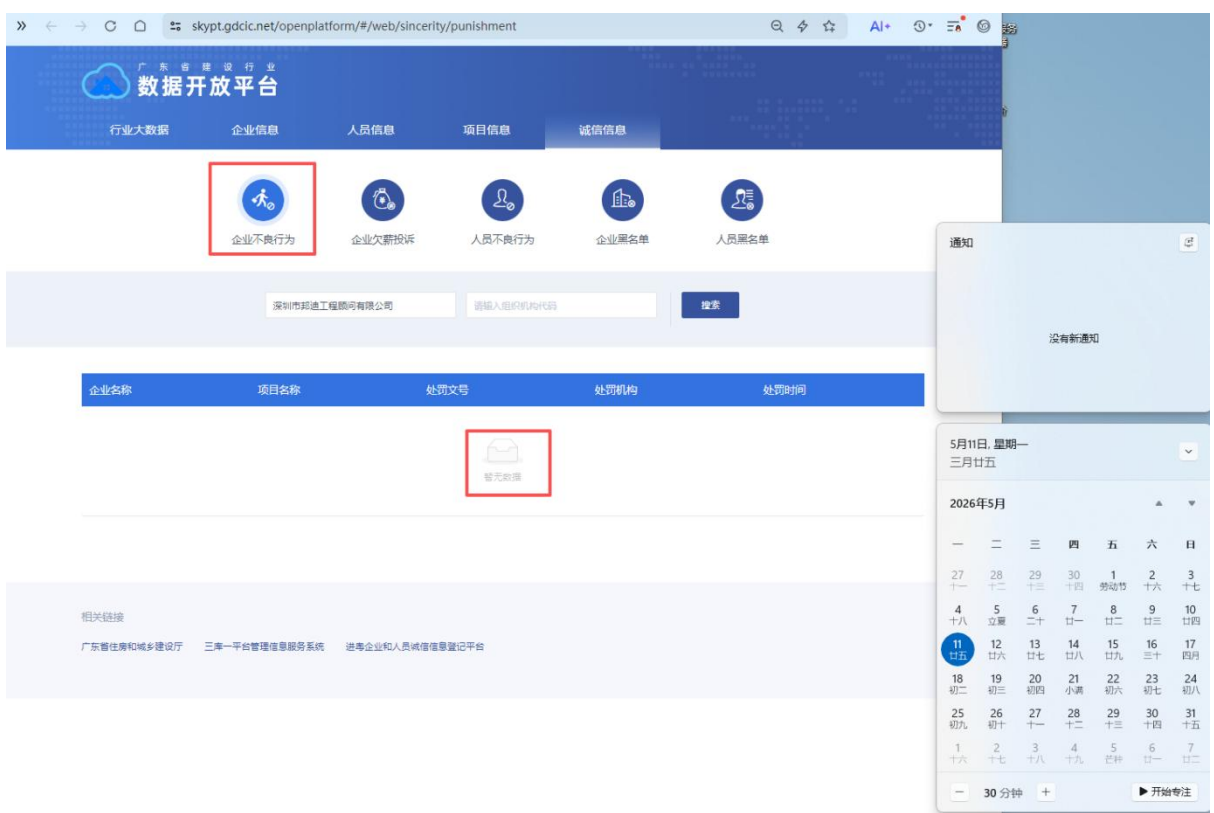 skypt.gdcic.net/openplatform/#/web/sincerity/punishment
AI+
广东省建设行业
数据开放平台
行业大数据 企业信息 人员信息 项目信息 诚信信息
企业不良行为 企业欠薪投诉 人员不良行为 企业黑名单 人员黑名单
深圳市邦迪工程顾问有限公司 请输入组织机构代码 搜索
企业名称 项目名称 处罚文号 处罚机构 处罚时间
暂无数据
相关链接
广东省住房和城乡建设厅 三库一平台管理信息服务系统 进粤企业和人员诚信信息登记平台
通知
没有新通知
5月11日, 星期一
三月廿五
2026年5月
一 二 三 四 五 六 日
27 28 29 30 1 2 3
十一 十二 十三 十四 劳动节 十六 十七
4 5 6 7 8 9 10
十八 立夏 二十 廿一 廿二 廿三 廿四
11 12 13 14 15 16 17
廿五 廿六 廿七 廿八 廿九 三十 四月
18 19 20 21 22 23 24
初二 初三 初四 小满 初六 初七 初八
25 26 27 28 29 30 31
初九 初十 十一 十二 十三 十四 十五
1 2 3 4 5 6 7
十六 十七 十八 十九 芒种 廿一 廿二
30 分钟 开始专注